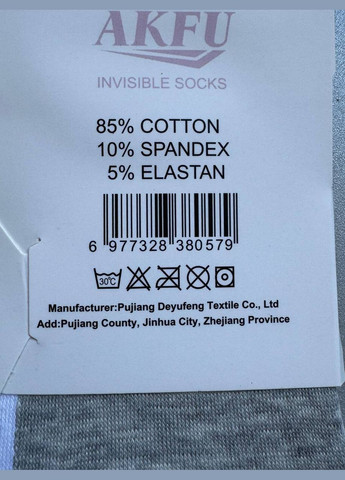 AKFU
INVISIBLE SOCKS
85% COTTON
10% SPANDEX
5% ELASTAN
6 977328 380579
30°C
Manufacturer:Pujiang Deyufeng Textile Co., Ltd
Add:Pujiang County, Jinhua City, Zhejiang Province